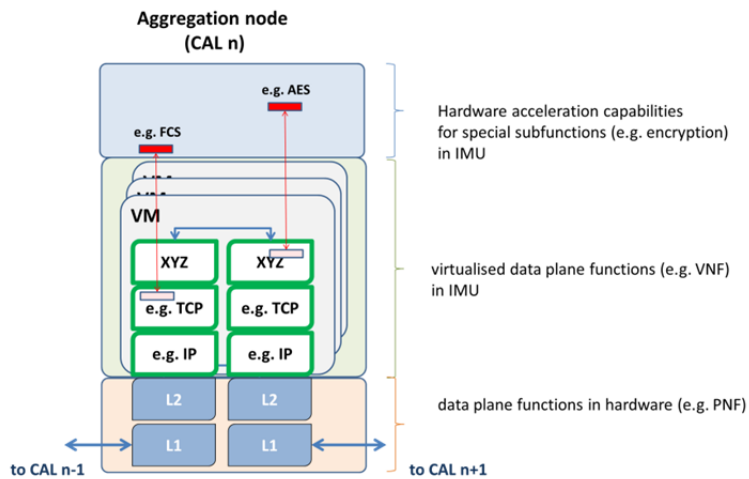 Aggregation node
(CAL n)
e.g. AES
e.g. FCS
Hardware acceleration capabilities
for special subfunctions (e.g. encryption)
in IMU
VM
VM
VM
XYZ
XYZ
virtualised data plane functions (e.g. VNF)
in IMU
e.g. TCP
e.g. TCP
e.g. IP
e.g. IP
L2
L2
data plane functions in hardware (e.g. PNF)
L1
L1
to CAL n-1
to CAL n+1